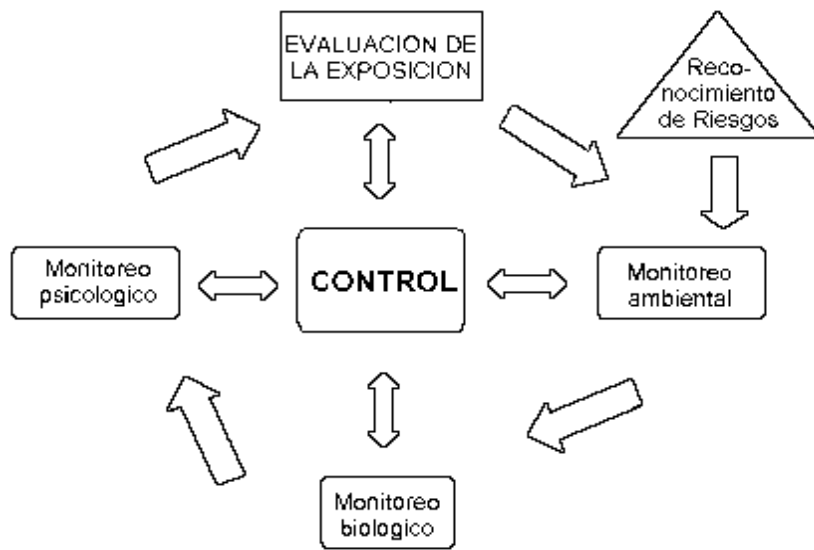 EVALUACION DE
LA EXPOSICION
Reco-
nocimiento
de Riesgos
Monitoreo
psicologico
CONTROL
Monitoreo
ambiental
Monitoreo
biologico